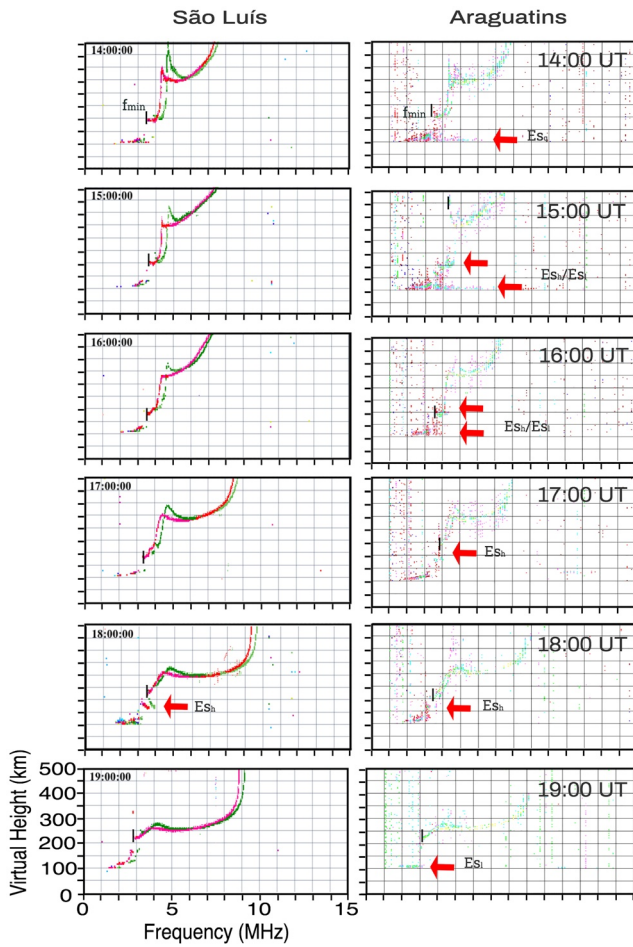 São Luís
Araguatins
14:00:00
fmin
14:00 UT
fmin
Esq
15:00:00
15:00 UT
Esh/Esl
16:00:00
16:00 UT
Esh/Esl
17:00:00
17:00 UT
Esh
18:00:00
Esh
18:00 UT
Esh
19:00:00
19:00 UT
Esl
Virtual Height (km)
500
400
300
200
100
0
0 5 10 15
Frequency (MHz)